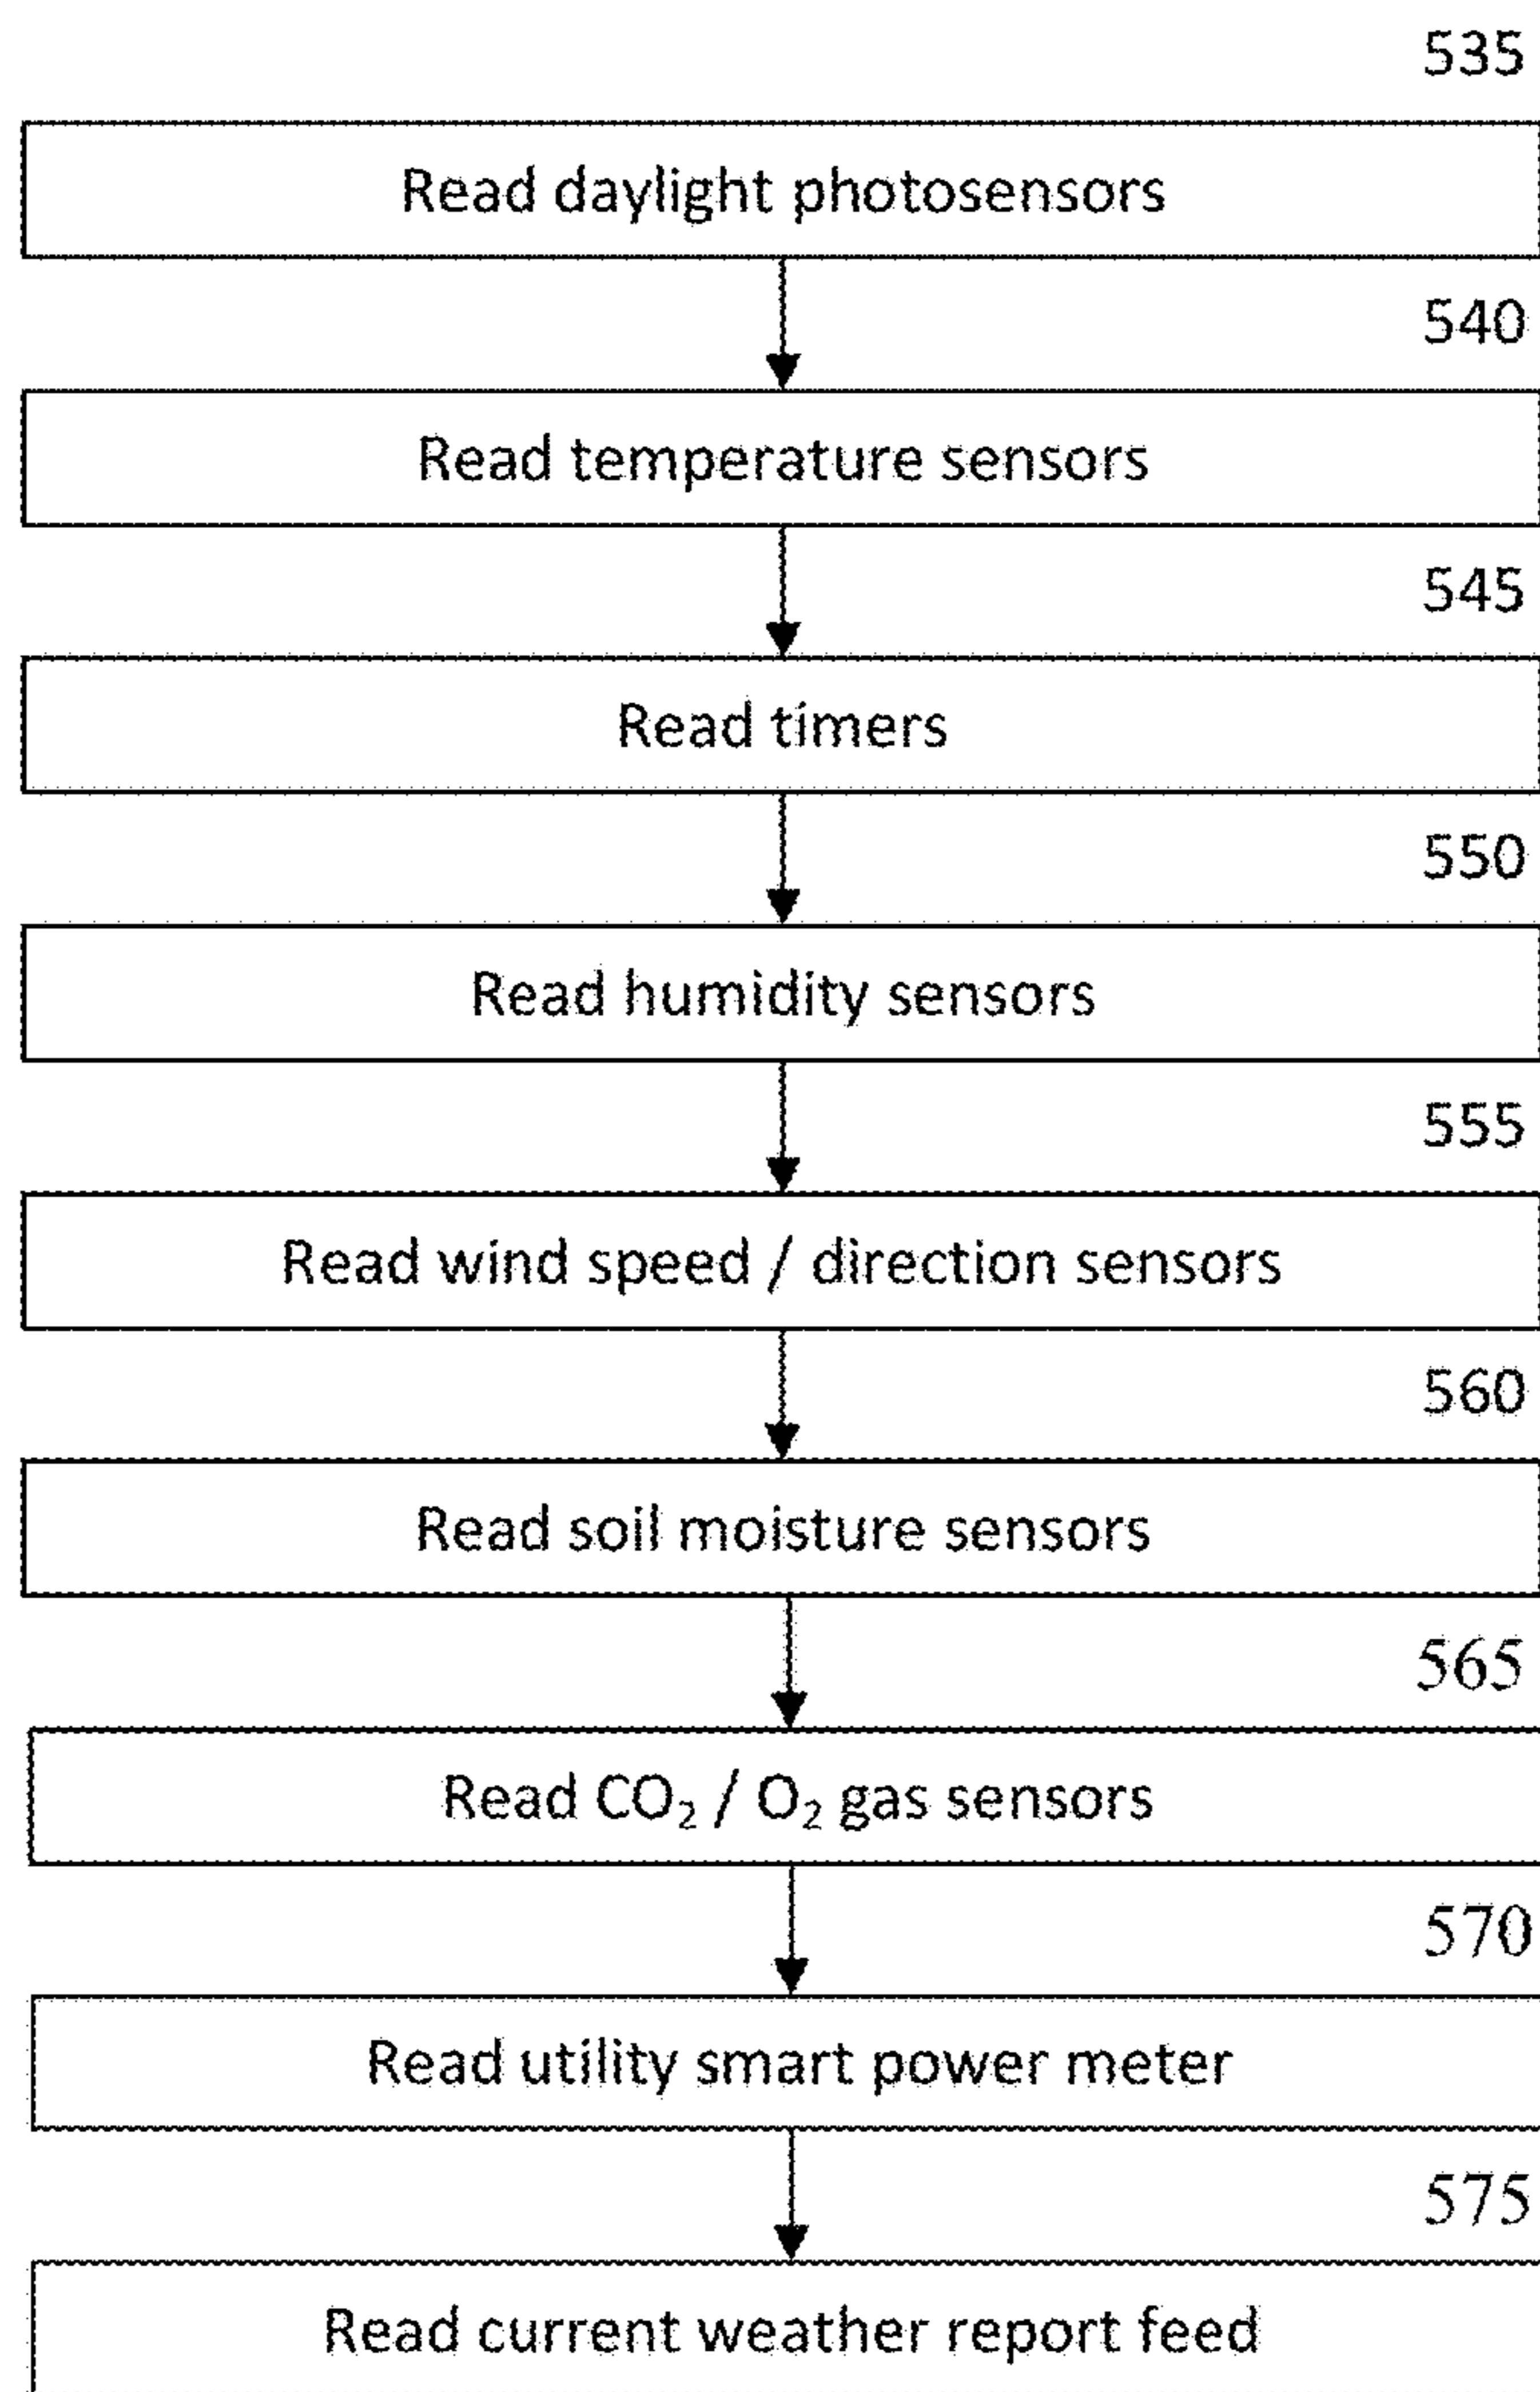 535
Read daylight photosensors
540
Read temperature sensors
545
Read timers
550
Read humidity sensors
555
Read wind speed / direction sensors
560
Read soil moisture sensors
565
Read CO₂ / O₂ gas sensors
570
Read utility smart power meter
575
Read current weather report feed